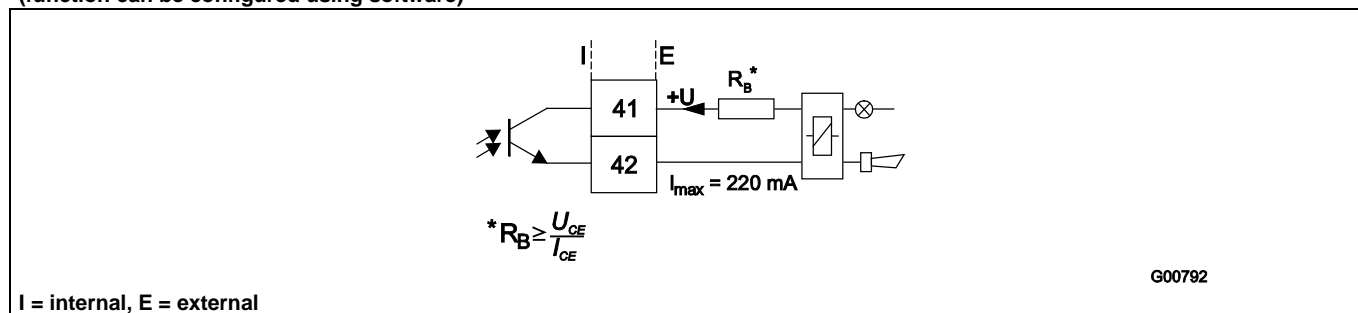 (function can be configured using software)
I E
R_B*
41 +U
42
I_max = 220 mA
* R_B ≥ U_CE / I_CE
G00792
I = internal, E = external